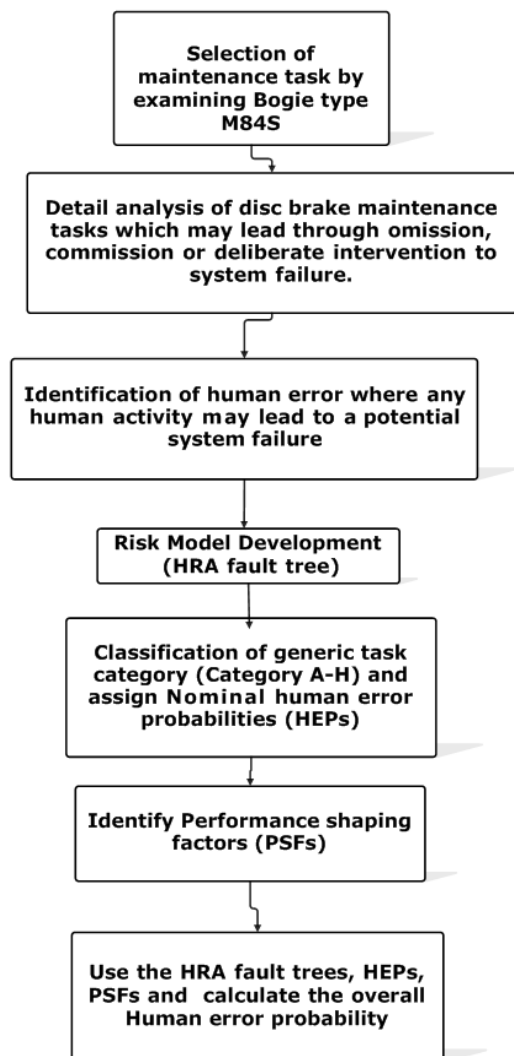 Selection of
maintenance task by
examining Bogie type
M84S
Detail analysis of disc brake maintenance
tasks which may lead through omission,
commission or deliberate intervention to
system failure.
Identification of human error where any
human activity may lead to a potential
system failure
Risk Model Development
(HRA fault tree)
Classification of generic task
category (Category A-H) and
assign Nominal human error
probabilities (HEPs)
Identify Performance shaping
factors (PSFs)
Use the HRA fault trees, HEPs,
PSFs and calculate the overall
Human error probability